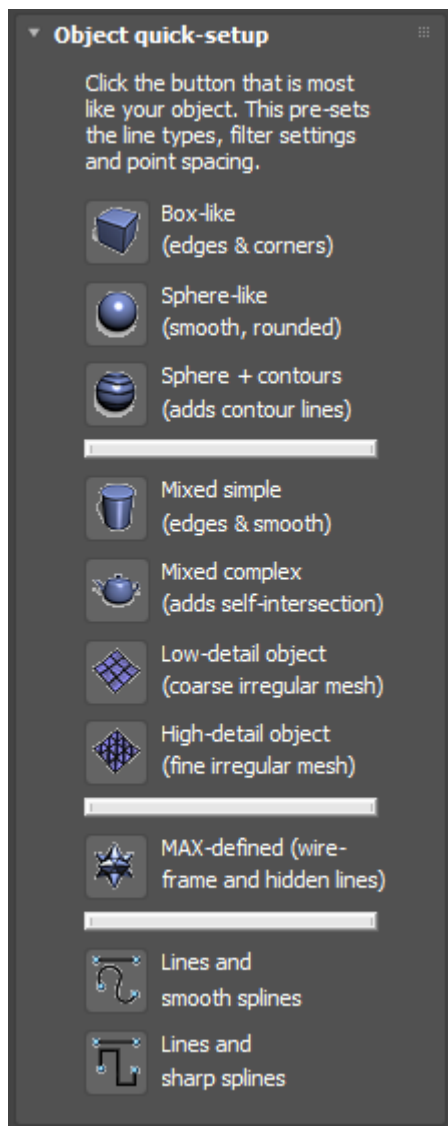 Object quick-setup
Click the button that is most
like your object. This pre-sets
the line types, filter settings
and point spacing.
Box-like
(edges & corners)
Sphere-like
(smooth, rounded)
Sphere + contours
(adds contour lines)
Mixed simple
(edges & smooth)
Mixed complex
(adds self-intersection)
Low-detail object
(coarse irregular mesh)
High-detail object
(fine irregular mesh)
MAX-defined (wire-
frame and hidden lines)
Lines and
smooth splines
Lines and
sharp splines